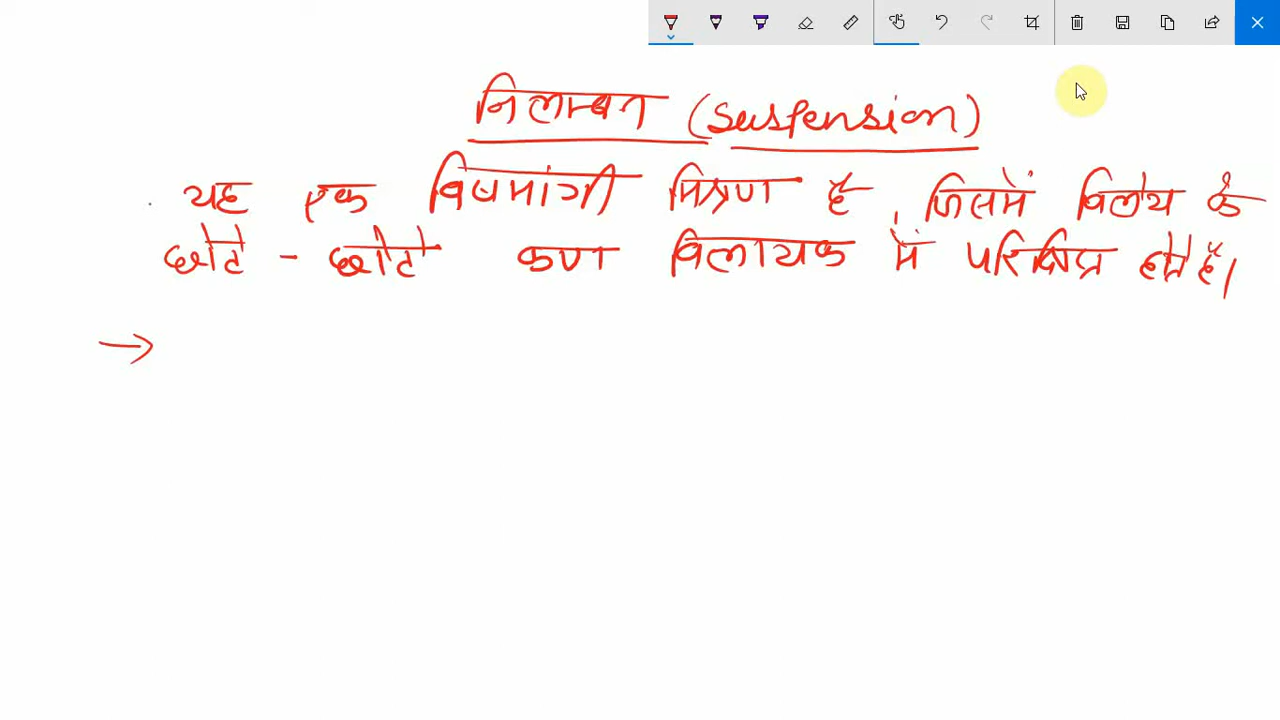 निलम्बन (Suspension)
यह एक विषमांगी मिश्रण है, जिसमें विलेय के
छोटे - छोटे कण विलायक में परिक्षिप्त होते हैं।
→